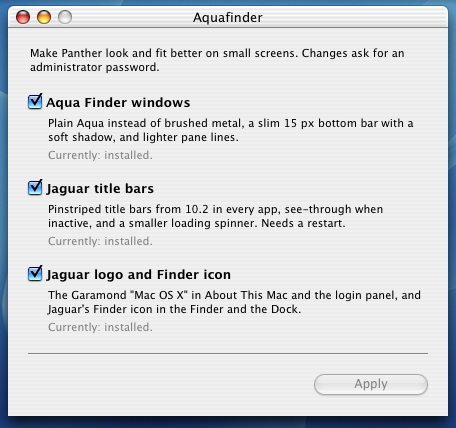 Aquafinder
Make Panther look and fit better on small screens. Changes ask for an
administrator password.
Aqua Finder windows
Plain Aqua instead of brushed metal, a slim 15 px bottom bar with a
soft shadow, and lighter pane lines.
Currently: installed.
Jaguar title bars
Pinstriped title bars from 10.2 in every app, see-through when
inactive, and a smaller loading spinner. Needs a restart.
Currently: installed.
Jaguar logo and Finder icon
The Garamond "Mac OS X" in About This Mac and the login panel, and
Jaguar's Finder icon in the Finder and the Dock.
Currently: installed.
Apply